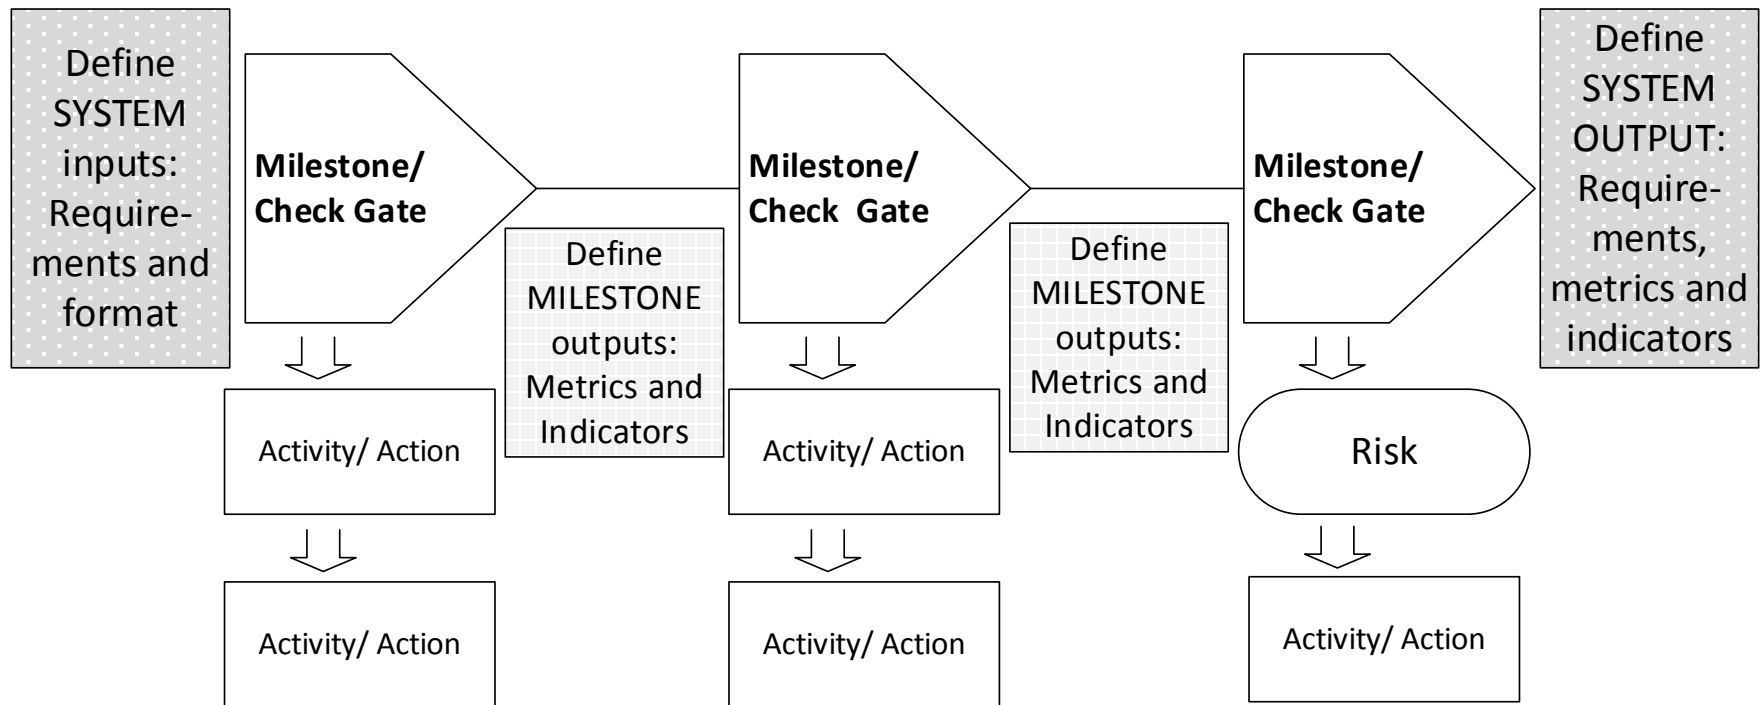 Define
SYSTEM
inputs:
Require-
ments and
format
Milestone/
Check Gate
Define
MILESTONE
outputs:
Metrics and
Indicators
Milestone/
Check  Gate
Define
MILESTONE
outputs:
Metrics and
Indicators
Milestone/
Check Gate
Define
SYSTEM
OUTPUT:
Require-
ments,
metrics and
indicators
Activity/ Action
Activity/ Action
Risk
Activity/ Action
Activity/ Action
Activity/ Action